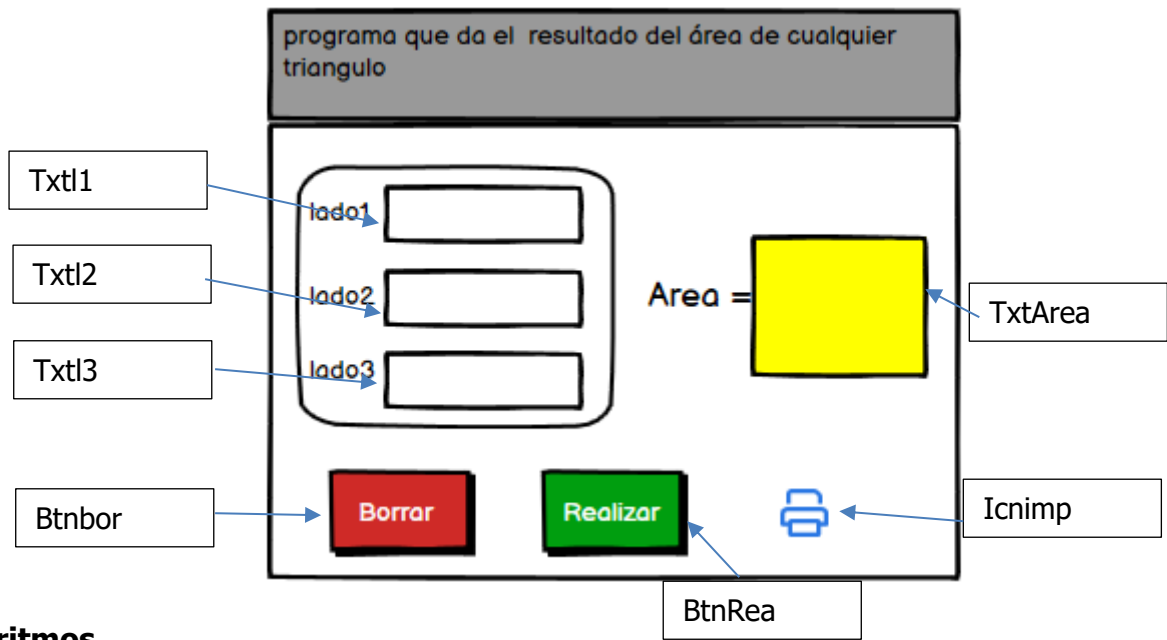 programa que da el resultado del área de cualquier
triangulo
Txtl1
lado1
Txtl2
lado2
Area =
TxtArea
Txtl3
lado3
Btnbor
Borrar
Realizar
Icnimp
BtnRea
ritmos